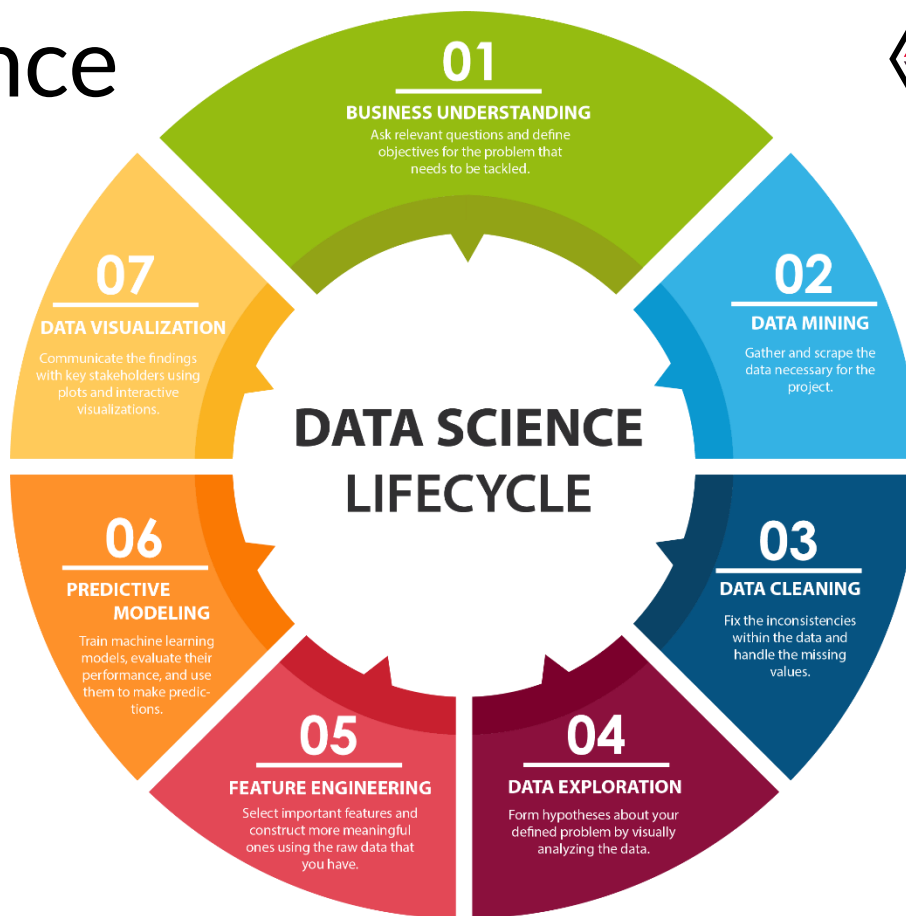 nce
01
BUSINESS UNDERSTANDING
Ask relevant questions and define
objectives for the problem that
needs to be tackled.
02
DATA MINING
Gather and scrape the
data necessary for the
project.
03
DATA CLEANING
Fix the inconsistencies
within the data and
handle the missing
values.
04
DATA EXPLORATION
Form hypotheses about your
defined problem by visually
analyzing the data.
05
FEATURE ENGINEERING
Select important features and
construct more meaningful
ones using the raw data that
you have.
06
PREDICTIVE
MODELING
Train machine learning
models, evaluate their
performance, and use
them to make predic-
tions.
07
DATA VISUALIZATION
Communicate the findings
with key stakeholders using
plots and interactive
visualizations.
DATA SCIENCE
LIFECYCLE